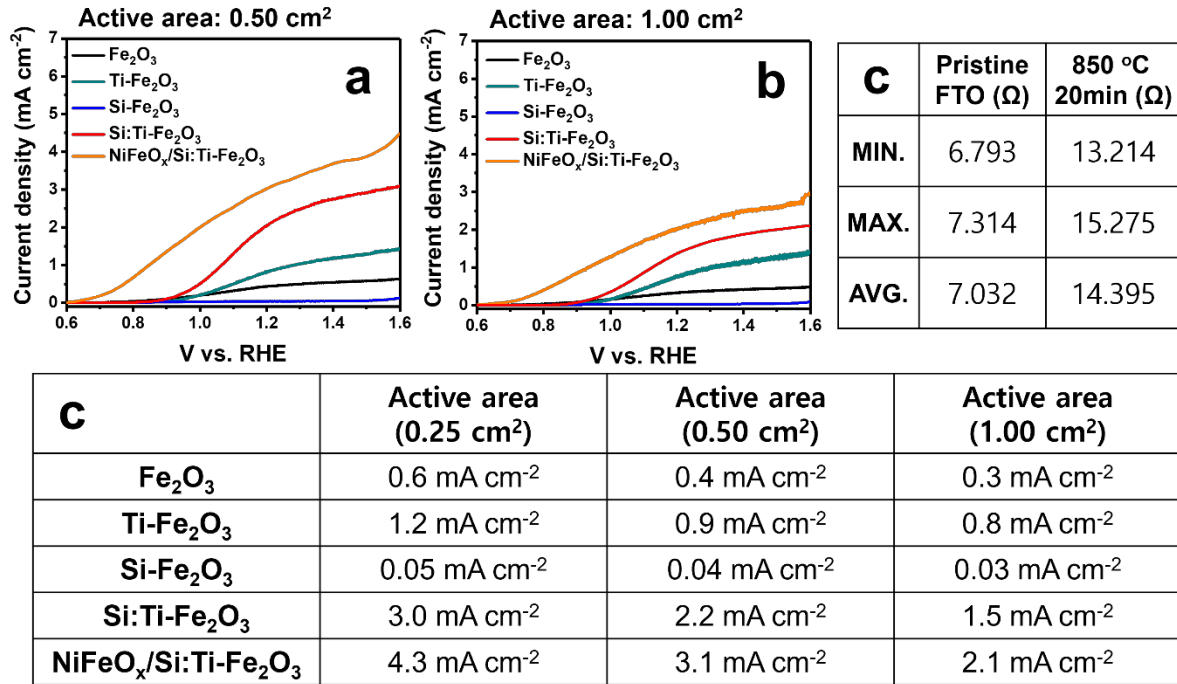 Active area: 0.50 cm²
a
Current density (mA cm⁻²)
7
6
5
4
3
2
1
0
Fe₂O₃
Ti-Fe₂O₃
Si-Fe₂O₃
Si:Ti-Fe₂O₃
NiFeOₓ/Si:Ti-Fe₂O₃
0.6 0.8 1.0 1.2 1.4 1.6
V vs. RHE
Active area: 1.00 cm²
b
Current density (mA cm⁻²)
7
6
5
4
3
2
1
0
Fe₂O₃
Ti-Fe₂O₃
Si-Fe₂O₃
Si:Ti-Fe₂O₃
NiFeOₓ/Si:Ti-Fe₂O₃
0.6 0.8 1.0 1.2 1.4 1.6
V vs. RHE
c Pristine FTO (Ω) 850 °C 20min (Ω)
MIN. 6.793 13.214
MAX. 7.314 15.275
AVG. 7.032 14.395
c Active area (0.25 cm²) Active area (0.50 cm²) Active area (1.00 cm²)
Fe₂O₃ 0.6 mA cm⁻² 0.4 mA cm⁻² 0.3 mA cm⁻²
Ti-Fe₂O₃ 1.2 mA cm⁻² 0.9 mA cm⁻² 0.8 mA cm⁻²
Si-Fe₂O₃ 0.05 mA cm⁻² 0.04 mA cm⁻² 0.03 mA cm⁻²
Si:Ti-Fe₂O₃ 3.0 mA cm⁻² 2.2 mA cm⁻² 1.5 mA cm⁻²
NiFeOₓ/Si:Ti-Fe₂O₃ 4.3 mA cm⁻² 3.1 mA cm⁻² 2.1 mA cm⁻²